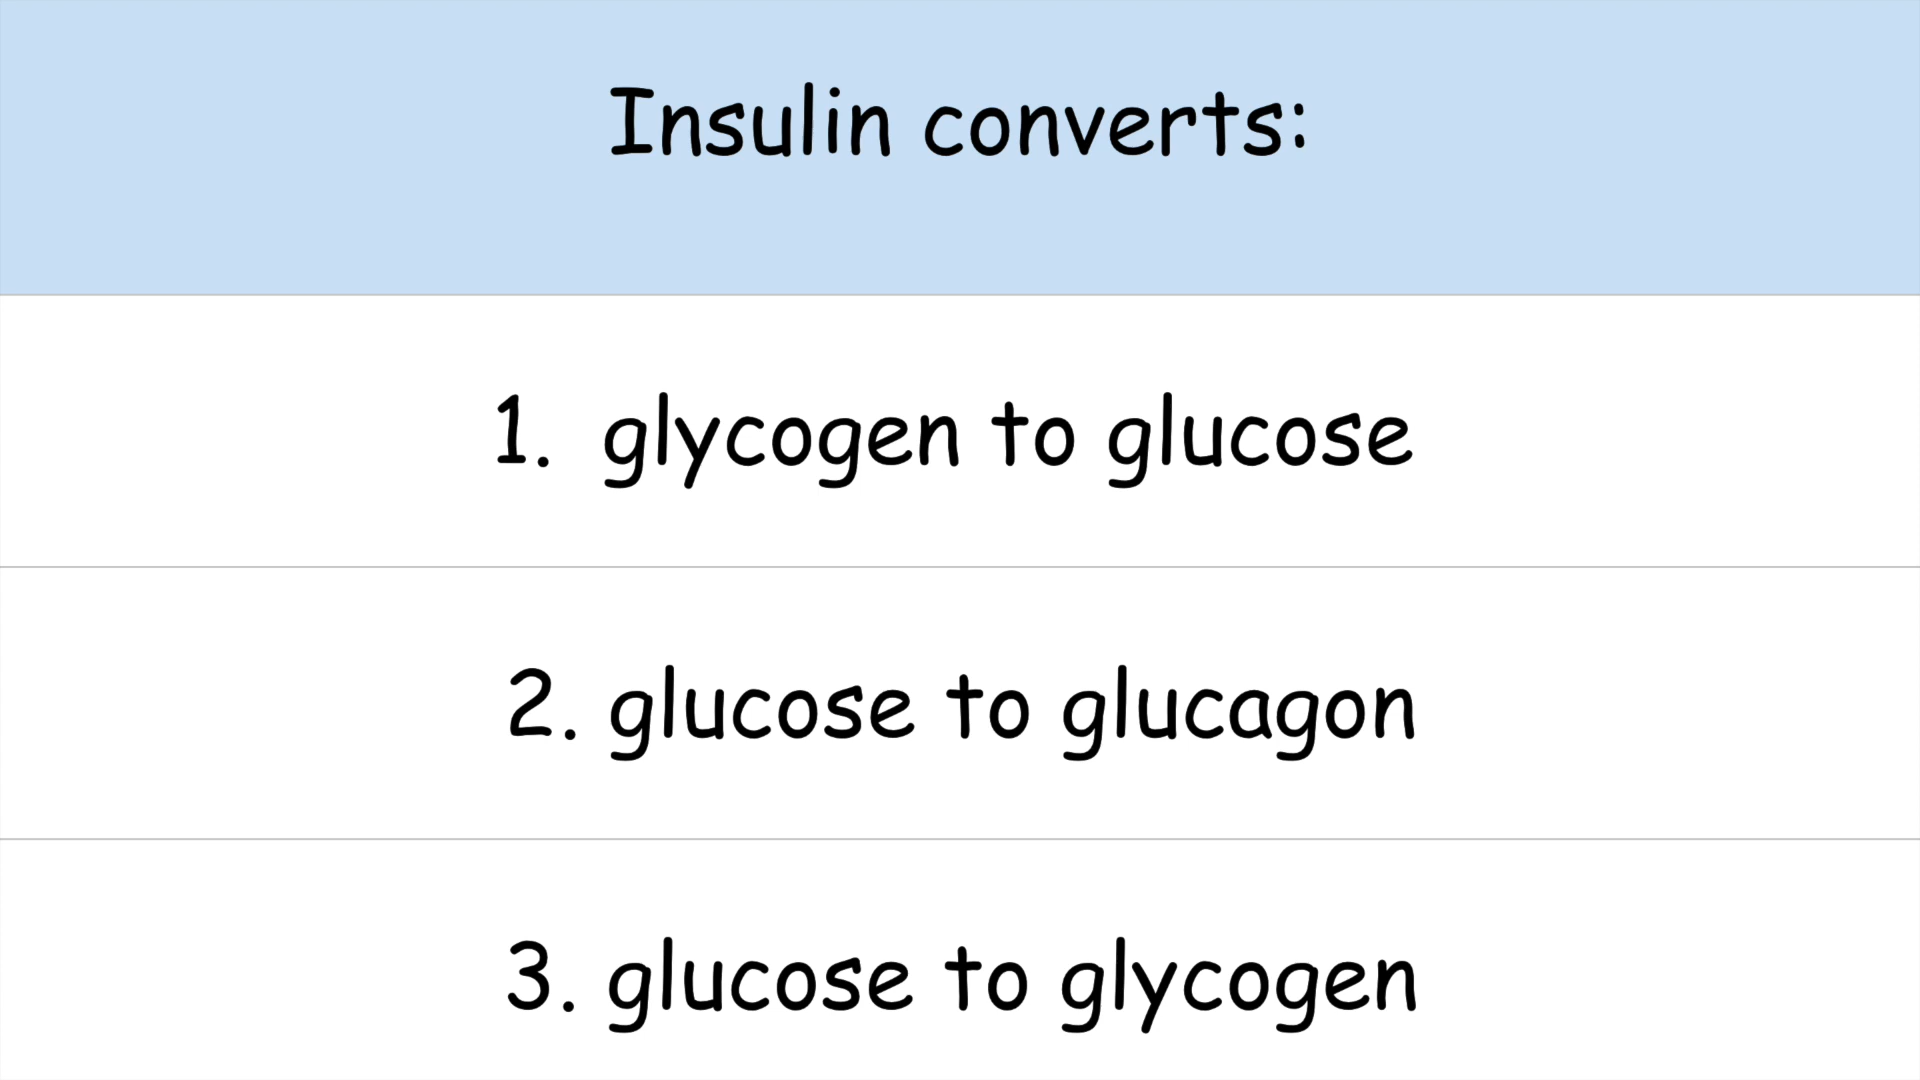 Insulin converts:
1. glycogen to glucose
2. glucose to glucagon
3. glucose to glycogen